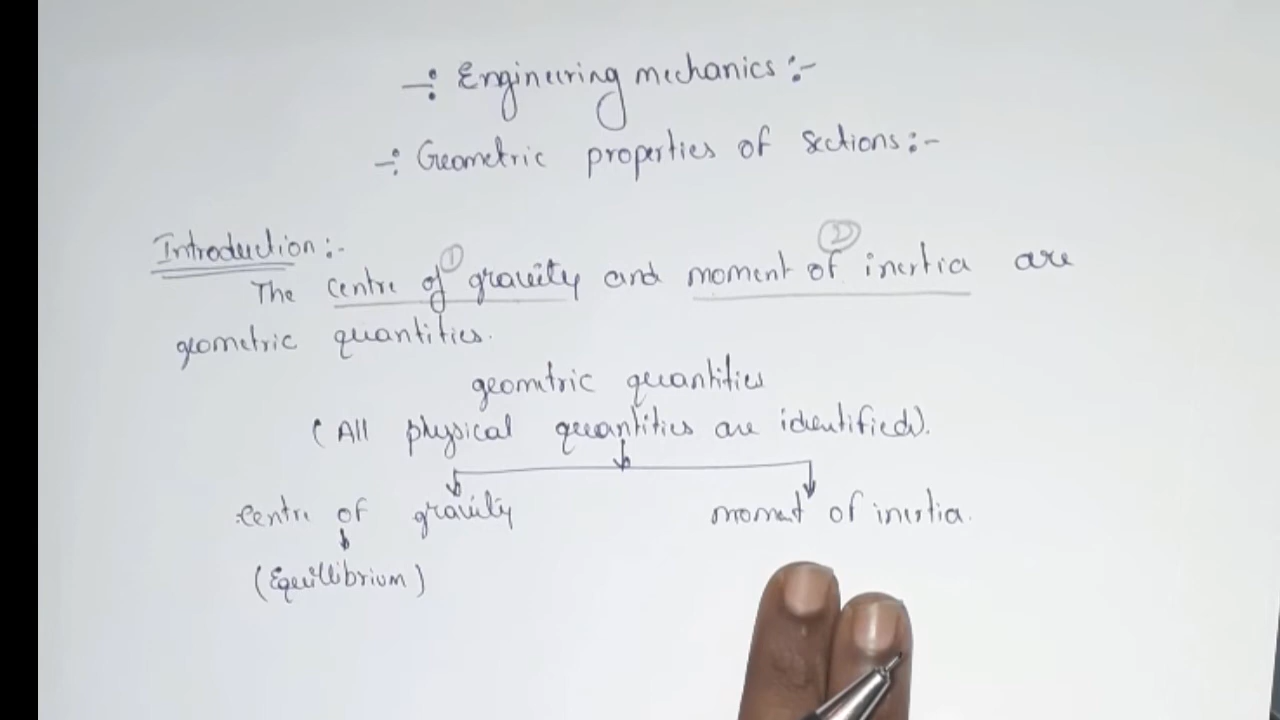 -: Engineering mechanics :-
-: Geometric properties of sections :-
Introduction :-
① ②
The centre of gravity and moment of inertia are
geometric quantities.
geometric quantities
(All physical quantities are identified).
centre of gravity moment of inertia.
(Equillibrium)